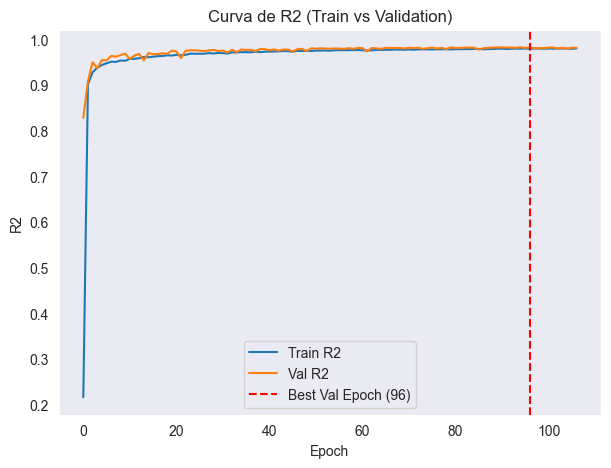 Curva de R2 (Train vs Validation)
1.0
0.9
0.8
0.7
0.6
0.5
0.4
0.3
0.2
R2
Train R2
Val R2
Best Val Epoch (96)
0 20 40 60 80 100
Epoch